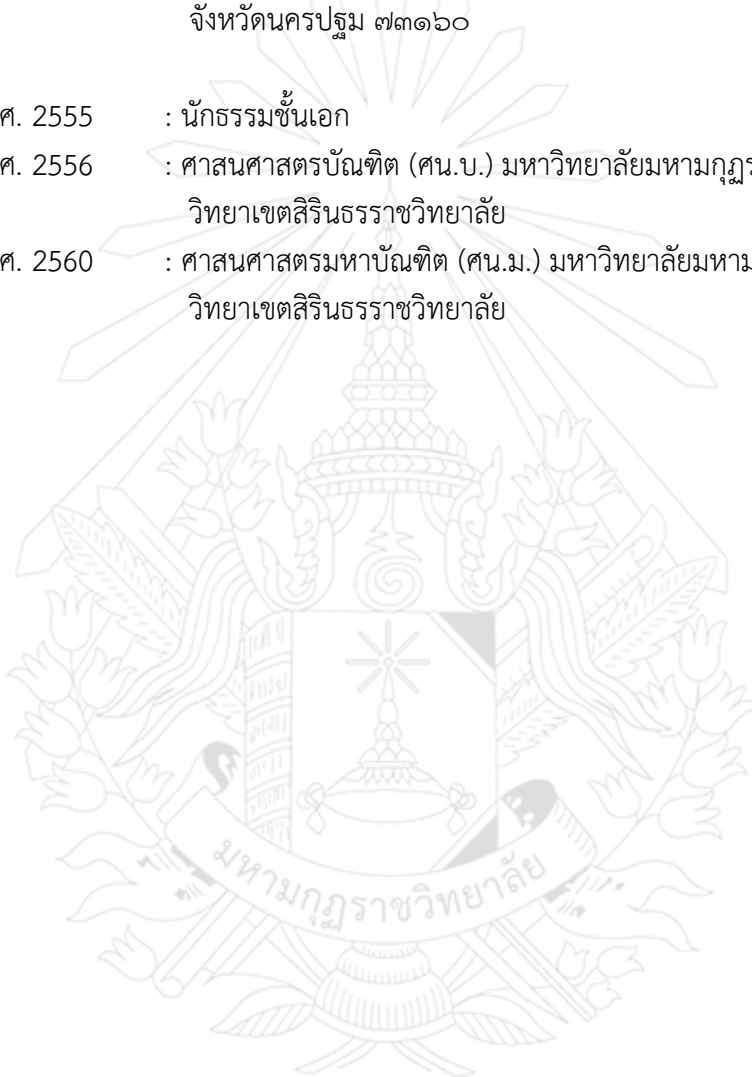 จังหวัดนครปฐม ๗๓๑๖๐
ศ. 2555 : นักธรรมชั้นเอก
ศ. 2556 : ศาสนศาสตรบัณฑิต (ศน.บ.) มหาวิทยาลัยมหามกุฏร
วิทยาเขตสิรินธรราชวิทยาลัย
ศ. 2560 : ศาสนศาสตรมหาบัณฑิต (ศน.ม.) มหาวิทยาลัยมหาม
วิทยาเขตสิรินธรราชวิทยาลัย
มหามกุฏราชวิทยาลัย